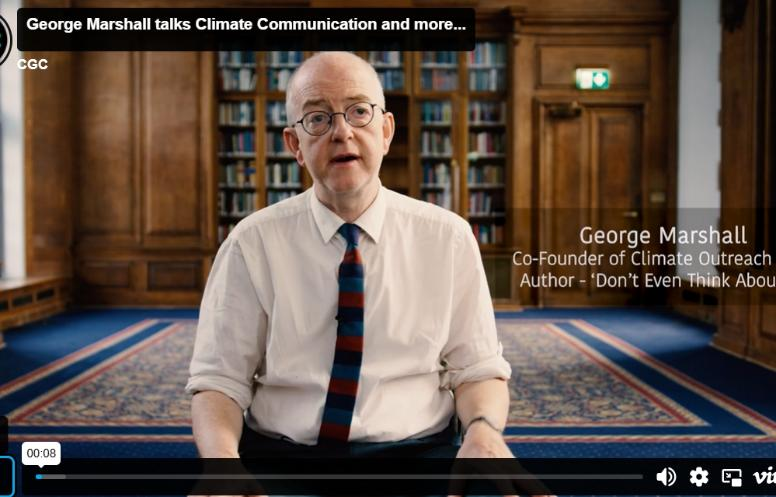 George Marshall talks Climate Communication and more...
CGC
George Marshall
Co-Founder of Climate Outreach
Author - ‘Don’t Even Think Abou
00:08
vi